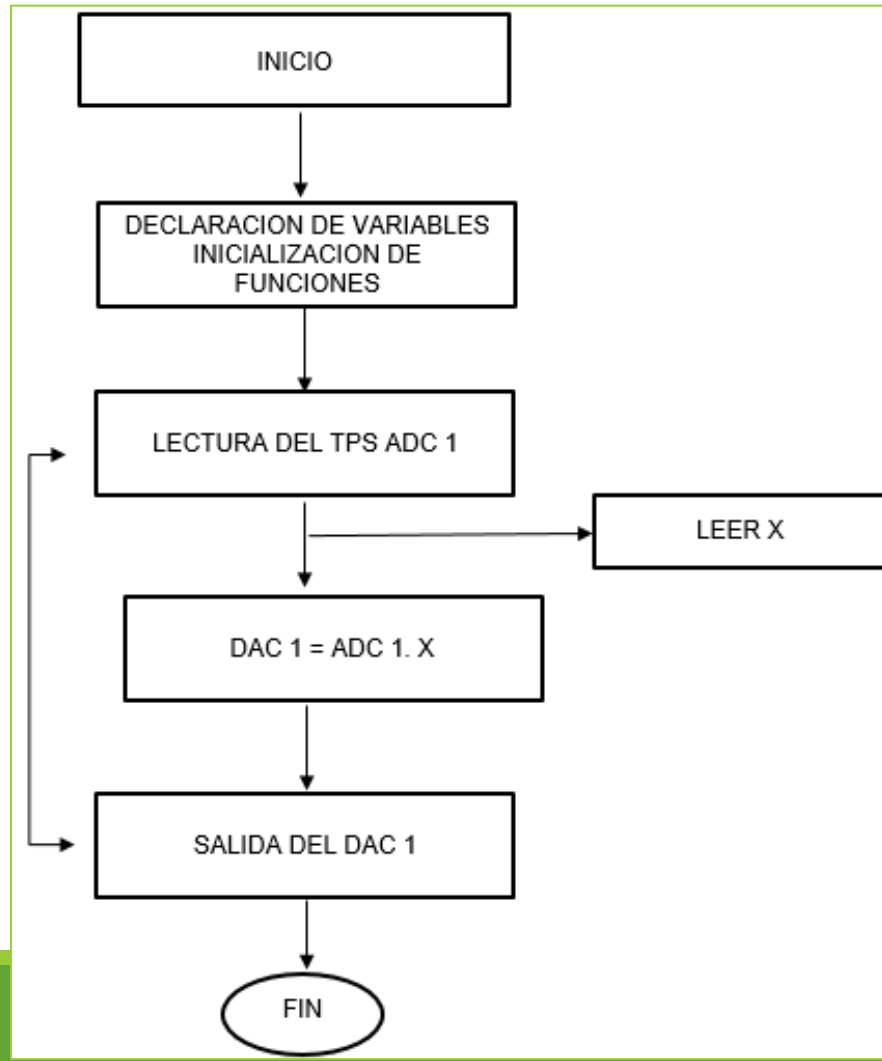 INICIO
DECLARACION DE VARIABLES
INICIALIZACION DE
FUNCIONES
LECTURA DEL TPS ADC 1
LEER X
DAC 1 = ADC 1. X
SALIDA DEL DAC 1
FIN